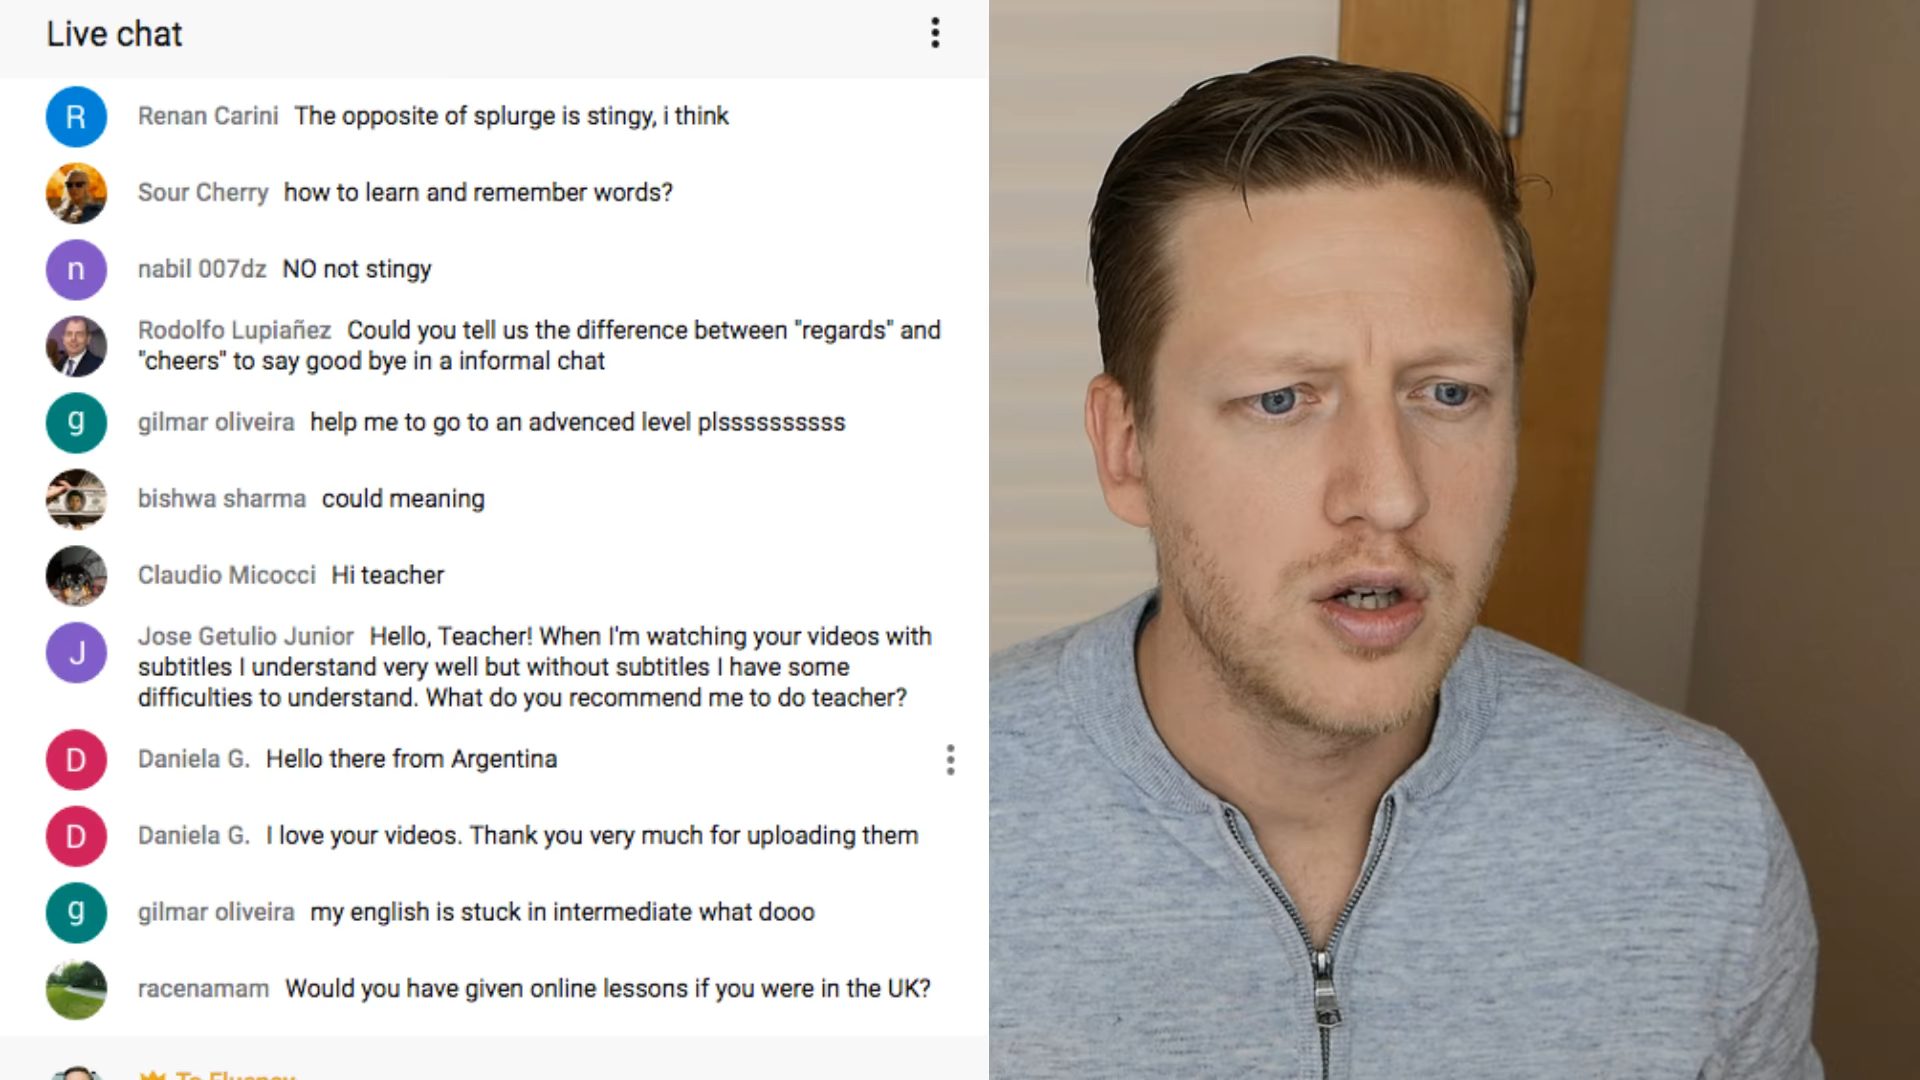 Live chat
R
Renan Carini The opposite of splurge is stingy, i think
Sour Cherry how to learn and remember words?
n
nabil 007dz NO not stingy
Rodolfo Lupiañez Could you tell us the difference between "regards" and
"cheers" to say good bye in a informal chat
g
gilmar oliveira help me to go to an advenced level plsssssssssss
bishwa sharma could meaning
Claudio Micocci Hi teacher
J
Jose Getulio Junior Hello, Teacher! When I'm watching your videos with
subtitles I understand very well but without subtitles I have some
difficulties to understand. What do you recommend me to do teacher?
D
Daniela G. Hello there from Argentina
D
Daniela G. I love your videos. Thank you very much for uploading them
g
gilmar oliveira my english is stuck in intermediate what dooo
racenamam Would you have given online lessons if you were in the UK?
To Fluency